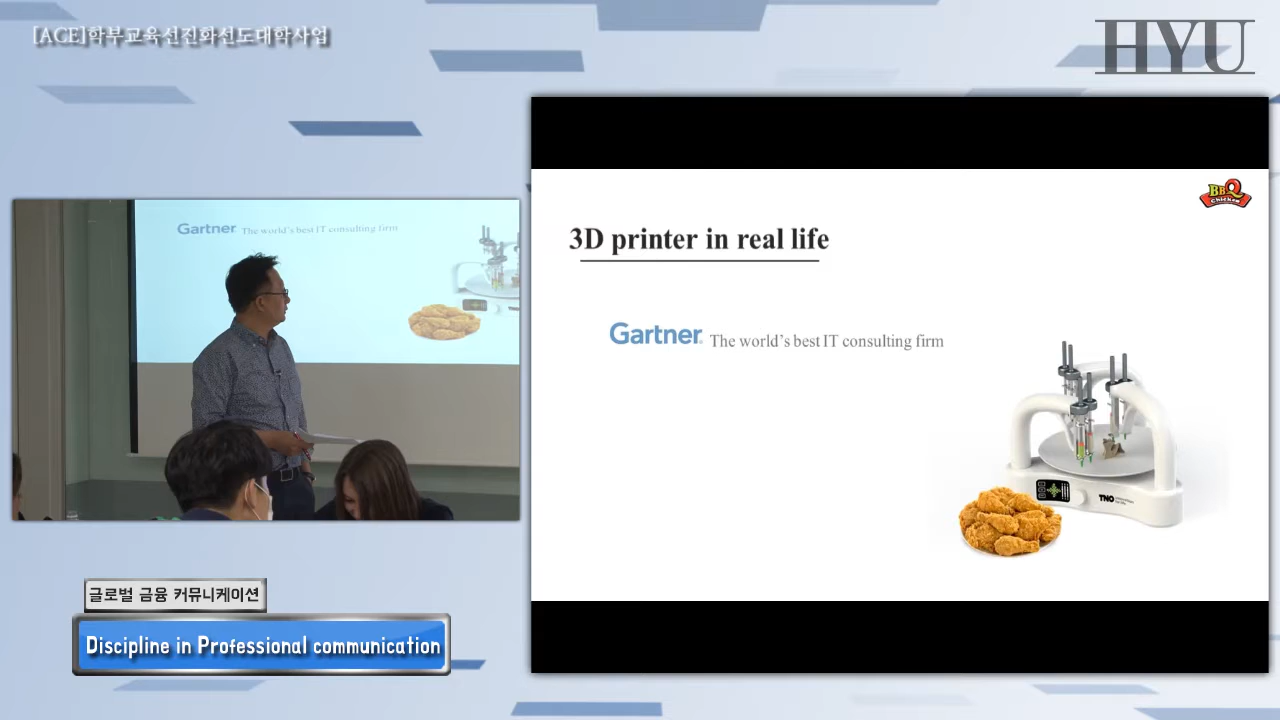 [ACE]학부교육선진화선도대학사업
HYU
BBQ
Chicken
3D printer in real life
Gartner The world's best IT consulting firm
Gartner The world's best IT consulting firm
TNO
글로벌 금융 커뮤니케이션
Discipline in Professional communication